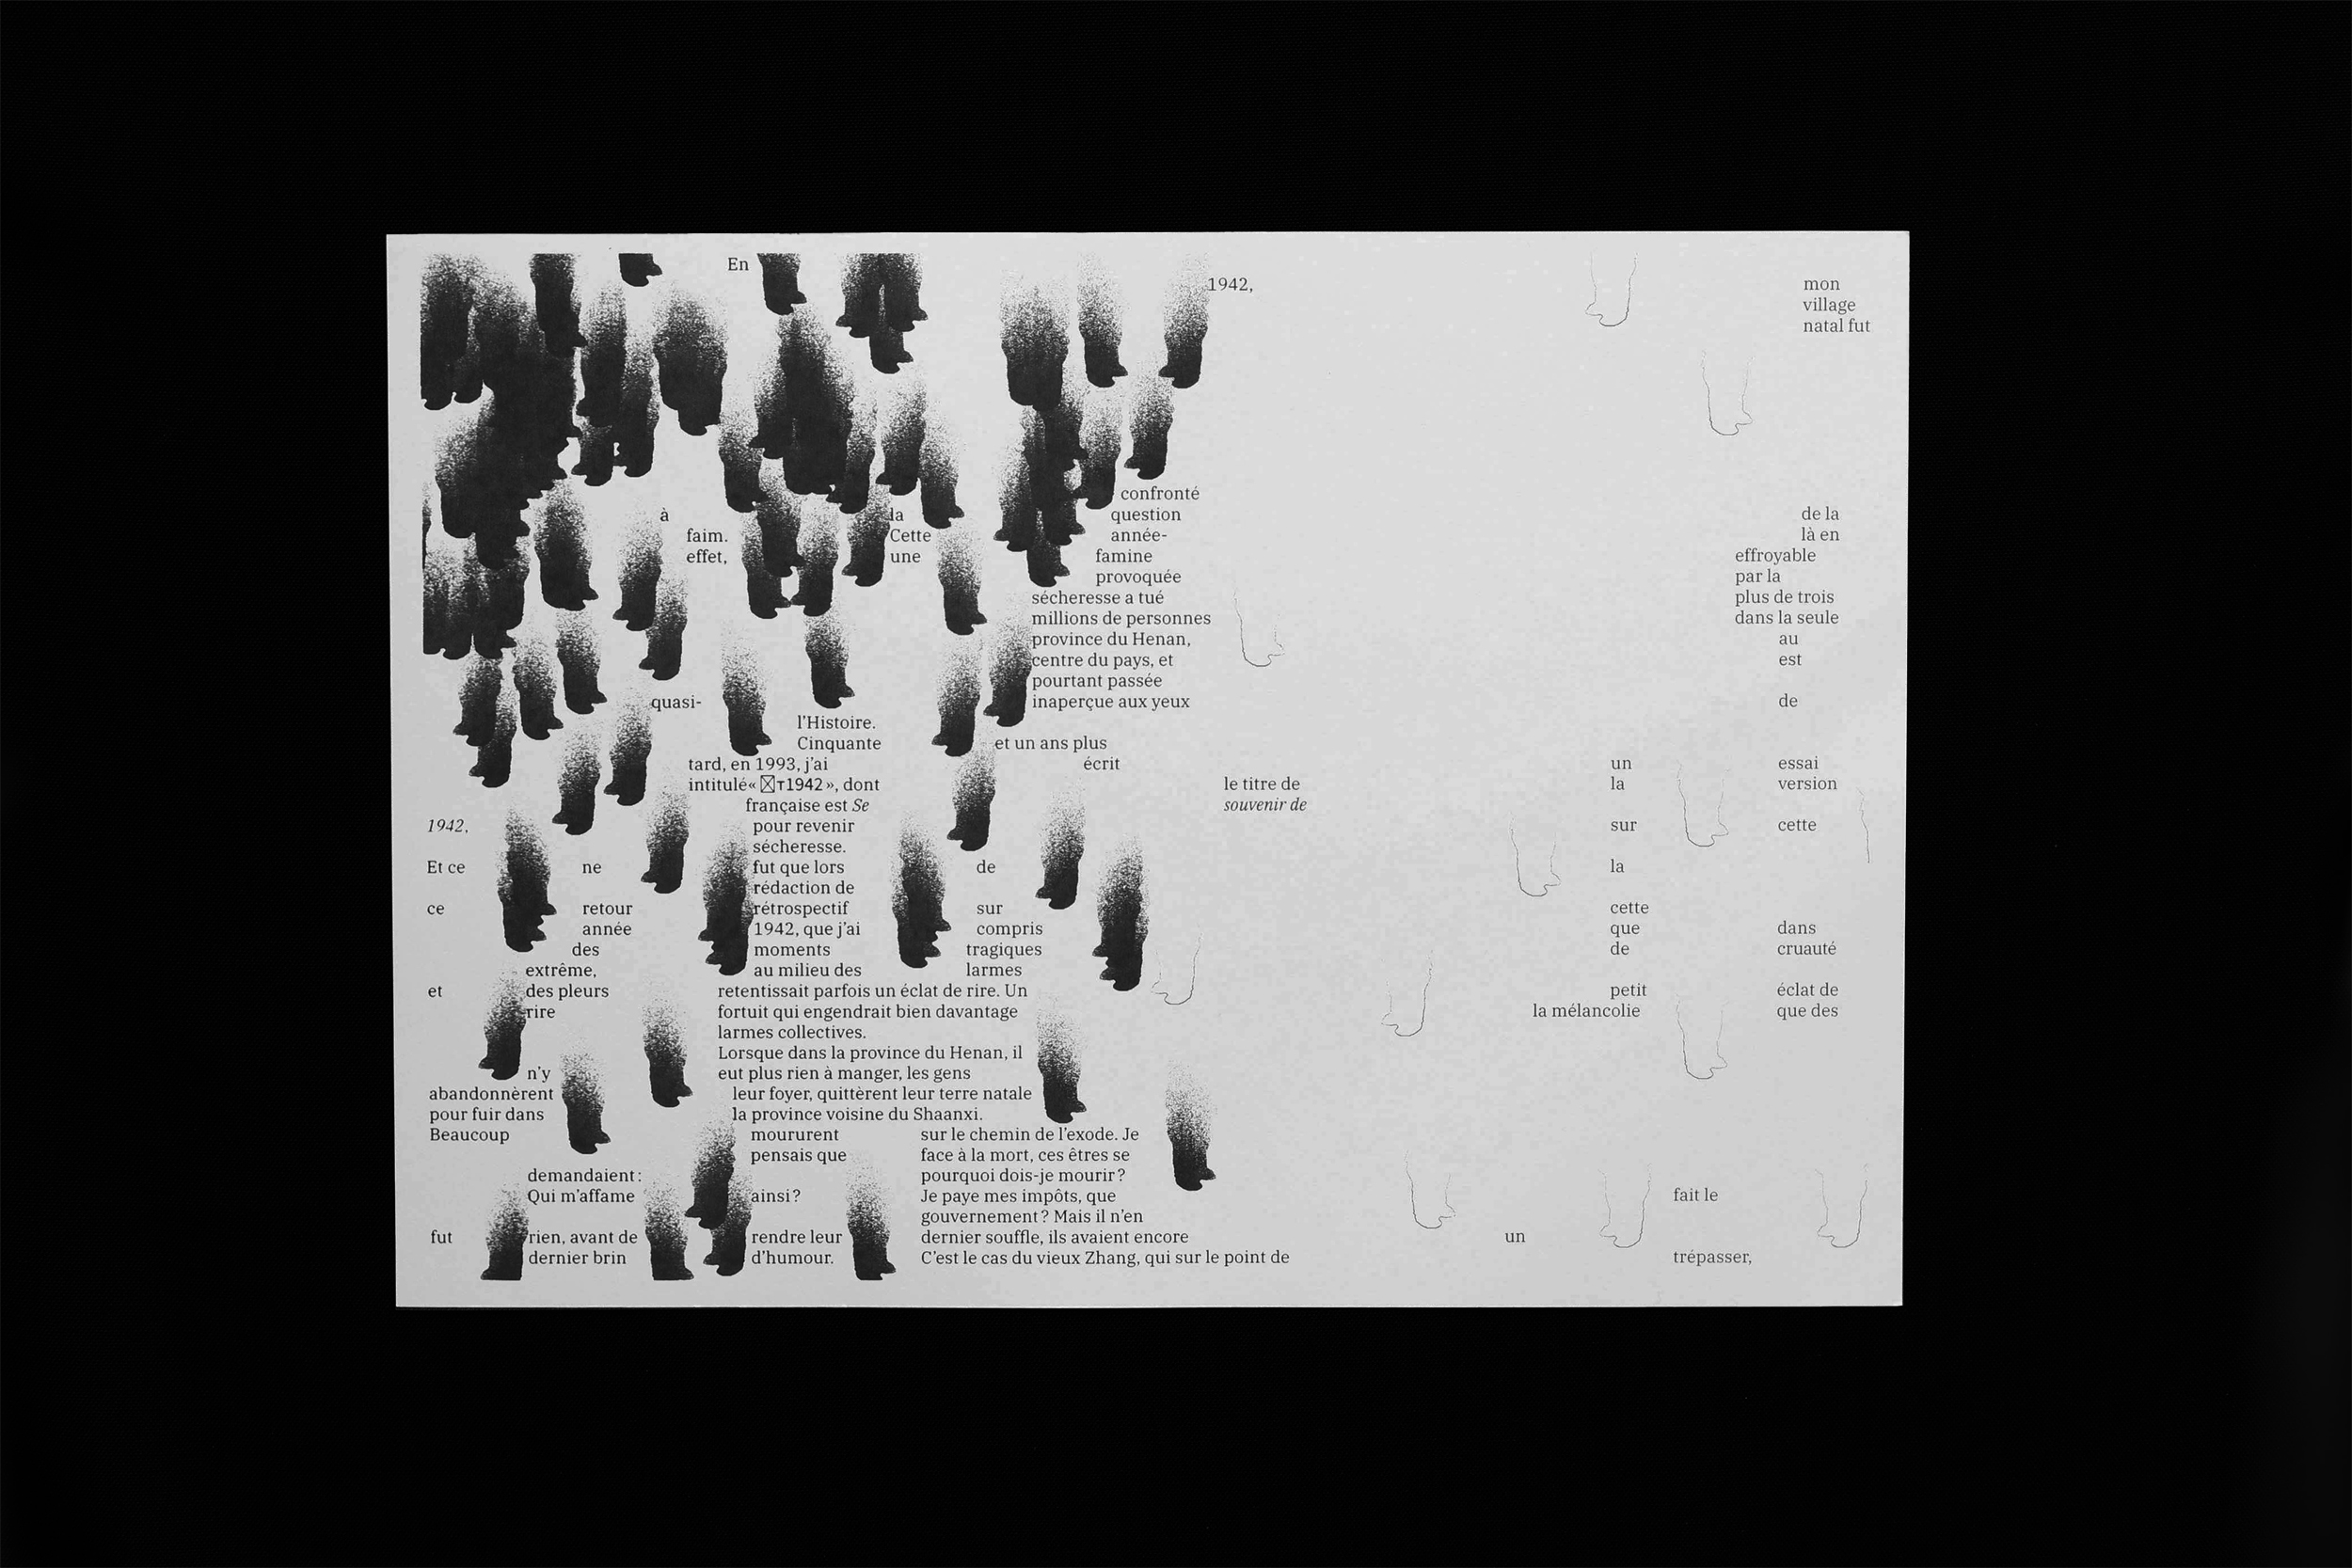 En
1942, mon
village
natal fut
confronté
à la question de la
faim. Cette année- là en
effet, une famine effroyable
provoquée par la
sécheresse a tué plus de trois
millions de personnes dans la seule
province du Henan, au
centre du pays, et est
pourtant passée
quasi- inaperçue aux yeux de
l’Histoire.
Cinquante et un ans plus
tard, en 1993, j’ai écrit un essai
intitulé« ☒т1942 », dont le titre de la version
française est Se souvenir de
1942, pour revenir sur cette
sécheresse.
Et ce ne fut que lors de la
rédaction de
ce retour rétrospectif sur cette
année 1942, que j’ai compris que dans
des moments tragiques de cruauté
extrême, au milieu des larmes
et des pleurs retentissait parfois un éclat de rire. Un petit éclat de
rire fortuit qui engendrait bien davantage la mélancolie que des
larmes collectives.
Lorsque dans la province du Henan, il
n’y eut plus rien à manger, les gens
abandonnèrent leur foyer, quittèrent leur terre natale
pour fuir dans la province voisine du Shaanxi.
Beaucoup moururent sur le chemin de l’exode. Je
pensais que face à la mort, ces êtres se
demandaient : pourquoi dois-je mourir ?
Qui m’affame ainsi ? Je paye mes impôts, que fait le
gouvernement ? Mais il n’en
fut rien, avant de rendre leur dernier souffle, ils avaient encore un
dernier brin d’humour. C’est le cas du vieux Zhang, qui sur le point de trépasser,